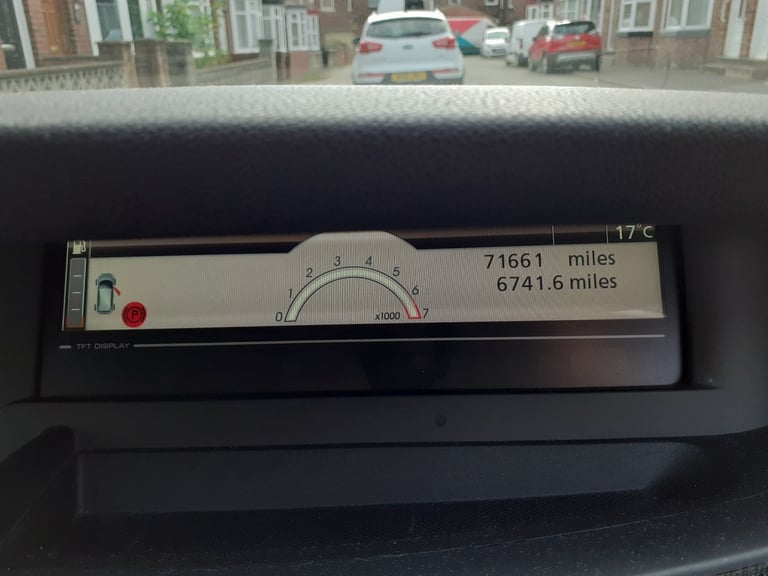 17°C
71661 miles
6741.6 miles
0 1 2 3 4 5 6 7
x1000
P
TFT DISPLAY